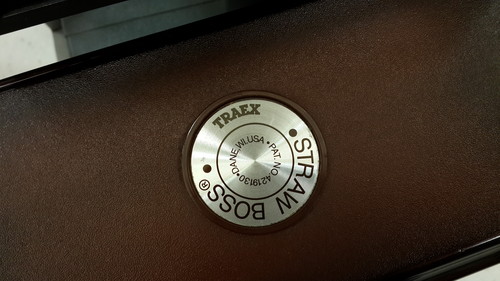 TRAEX
STRAW BOSS®
DANE, WI. USA • PAT. NO 4219130 •